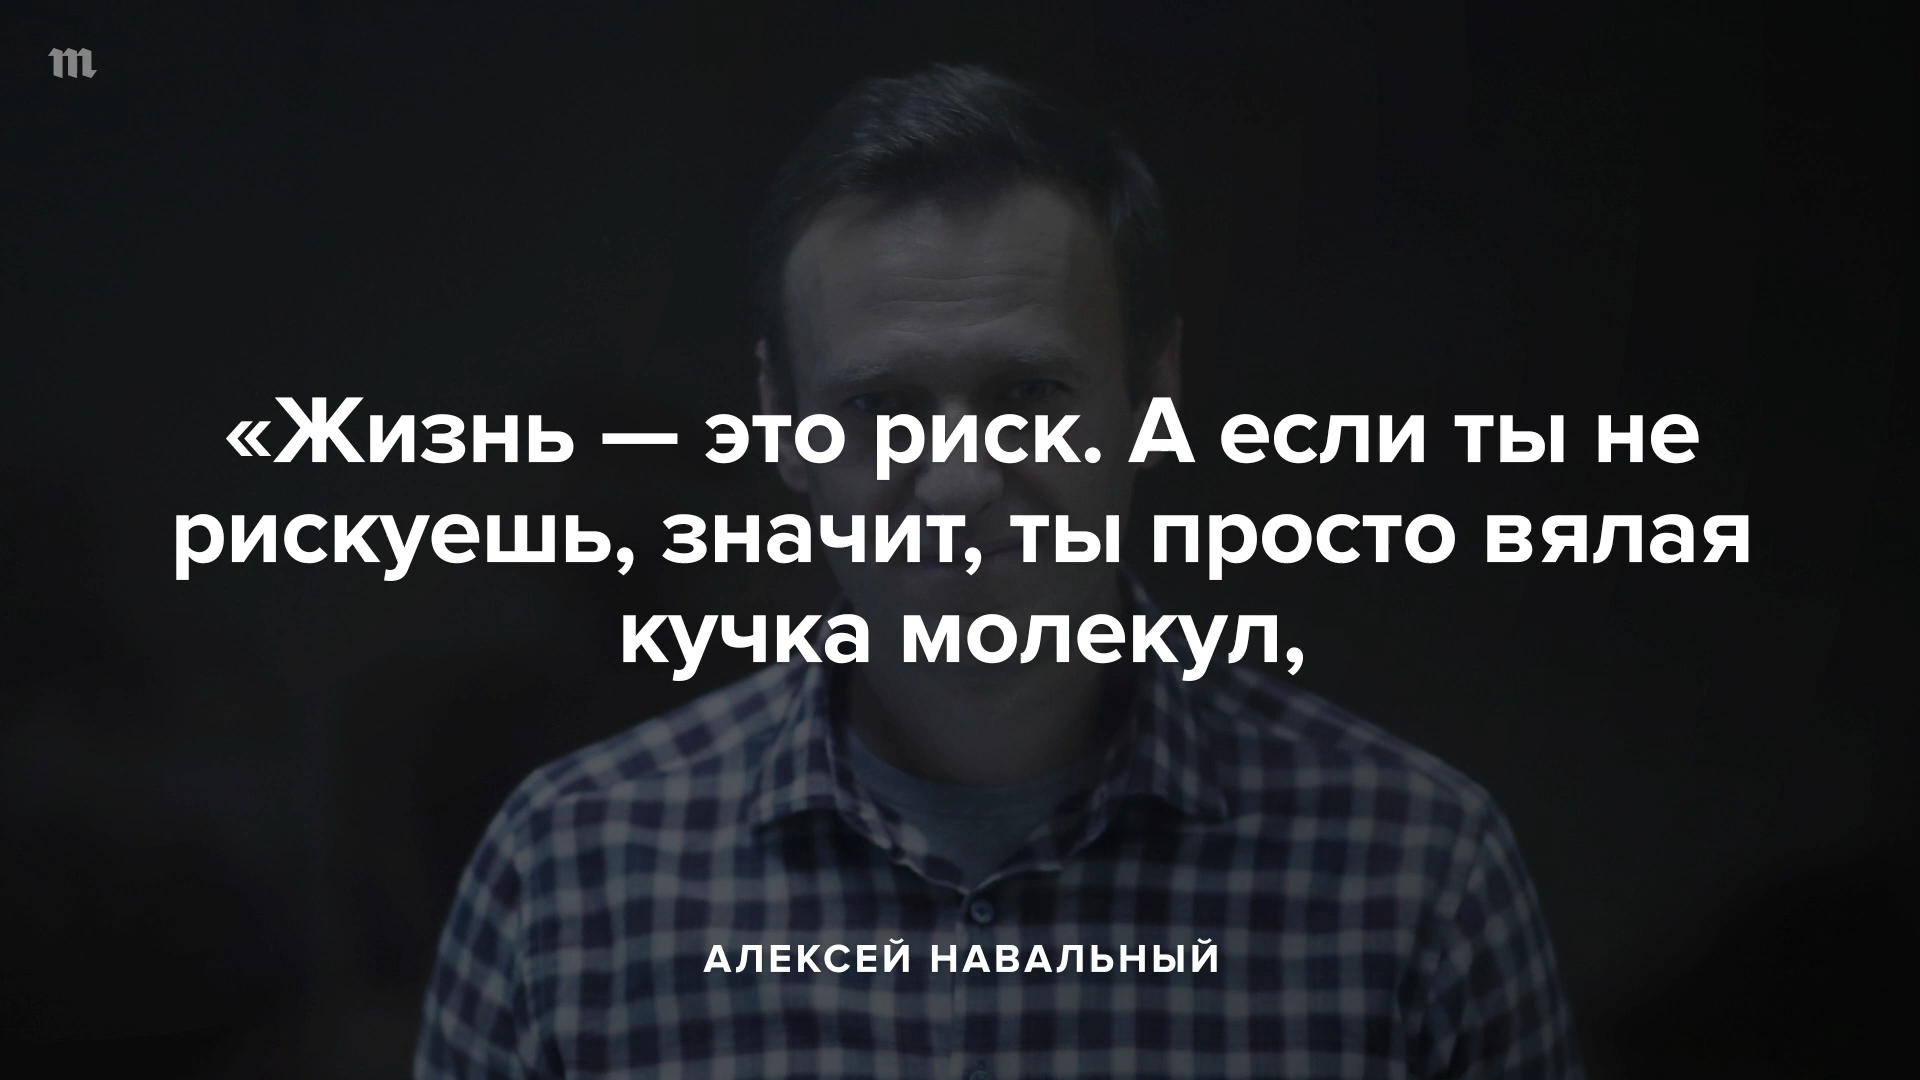 m
«Жизнь — это риск. А если ты не
рискуешь, значит, ты просто вялая
кучка молекул,
АЛЕКСЕЙ НАВАЛЬНЫЙ